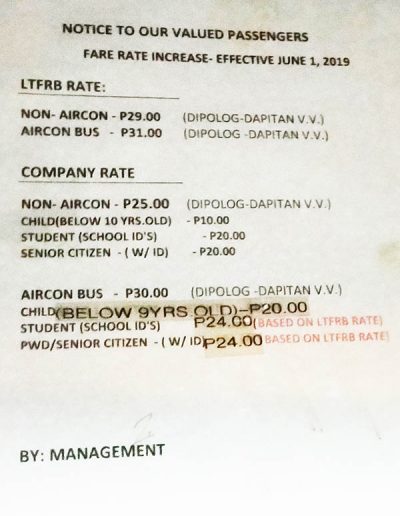 NOTICE TO OUR VALUED PASSENGERS
FARE RATE INCREASE- EFFECTIVE JUNE 1, 2019
LTFRB RATE:
NON- AIRCON - P29.00 (DIPOLOG-DAPITAN V.V.)
AIRCON BUS - P31.00 (DIPOLOG -DAPITAN V.V.)
COMPANY RATE
NON- AIRCON - P25.00 (DIPOLOG-DAPITAN V.V.)
CHILD(BELOW 10 YRS.OLD) - P10.00
STUDENT (SCHOOL ID'S) - P20.00
SENIOR CITIZEN - ( W/ ID) - P20.00
AIRCON BUS - P30.00 (DIPOLOG -DAPITAN V.V.)
CHILD(BELOW 9YRS.OLD)-P20.00
STUDENT (SCHOOL ID'S) P24.00(BASED ON LTFRB RATE)
PWD/SENIOR CITIZEN - ( W/ ID)P24.00 BASED ON LTFRB RATE)
BY: MANAGEMENT